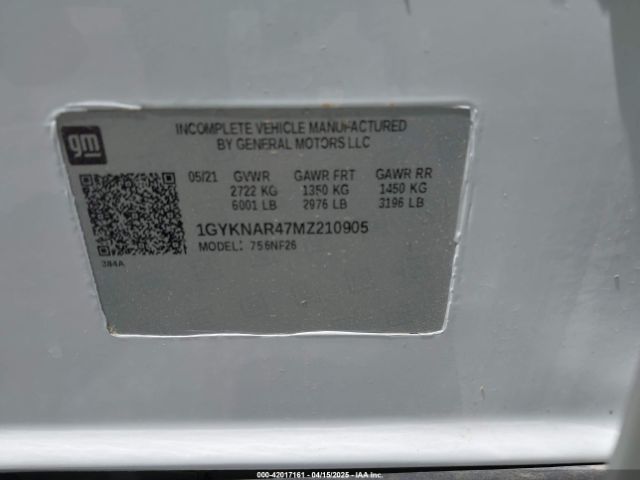 gm
INCOMPLETE VEHICLE MANUFACTURED
BY GENERAL MOTORS LLC
05/21 GVWR GAWR FRT GAWR RR
2722 KG 1350 KG 1450 KG
6001 LB 2976 LB 3196 LB
1GYKNAR47MZ210905
MODEL: 756NF26
384A
000-42017161 - 04/15/2025 - IAA Inc.